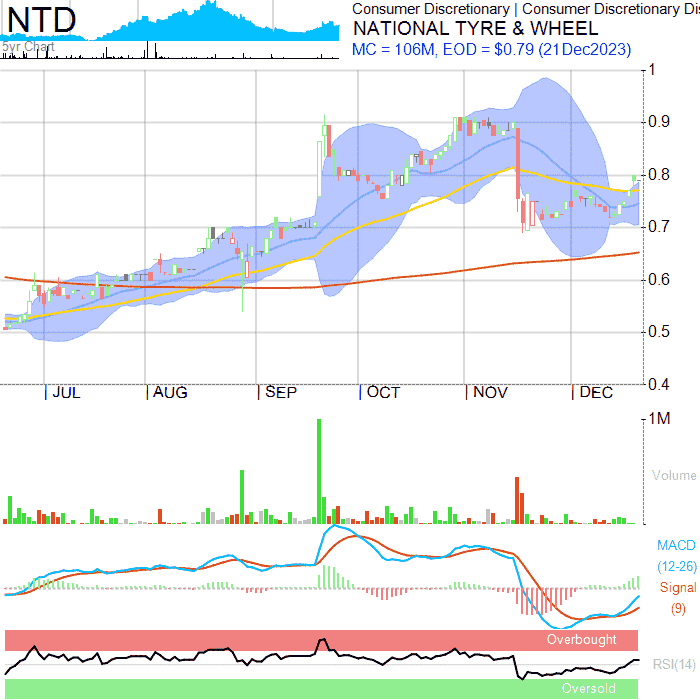 NTD
5yr Chart
Consumer Discretionary | Consumer Discretionary Dis
NATIONAL TYRE & WHEEL
MC = 106M, EOD = $0.79 (21Dec2023)
1
0.9
0.8
0.7
0.6
0.5
0.4
JUL AUG SEP OCT NOV DEC
1M
Volume
MACD
(12-26)
Signal
(9)
Overbought
RSI(14)
Oversold